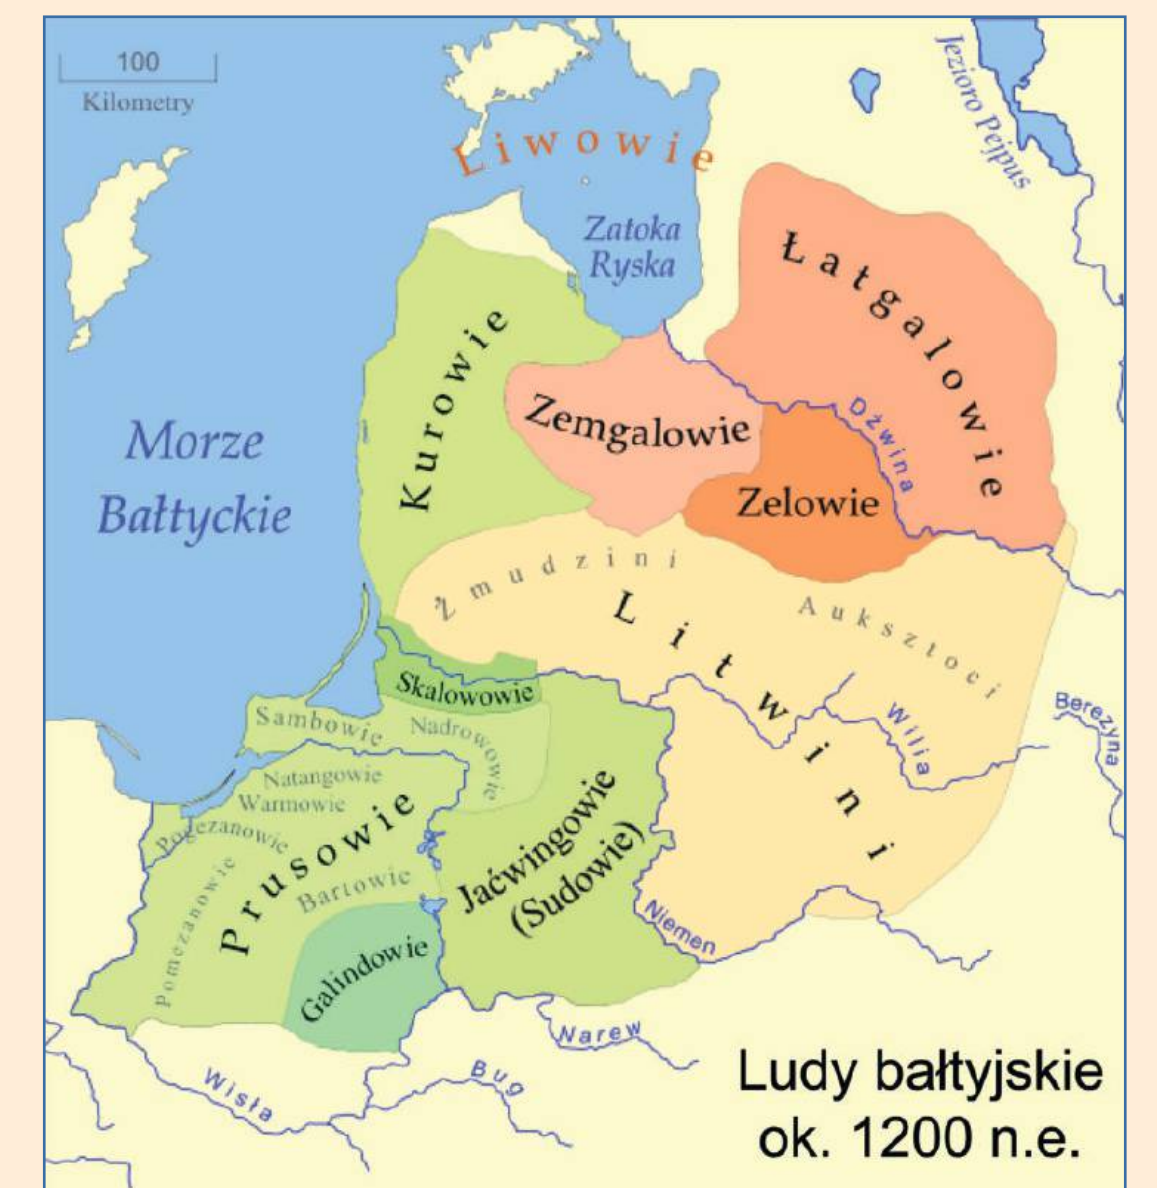 100
Kilometry
Jezioro Pejpus
Liwowie
Zatoka
Ryska
Łatgalowie
Kurowie
Zemgalowie
Dźwina
Morze
Bałtyckie
Zelowie
Żmudzini
Auksztoci
Litwini
Skalowowie
Sambowie
Nadrowowie
Wilia
Berezyna
Natangowie
Warmowie
Pogezanowie
Prusowie
Jaćwingowie
(Sudowie)
Bartowie
Pomezanowie
Galindowie
Niemen
Narew
Bug
Wisła
Ludy bałtyjskie
ok. 1200 n.e.